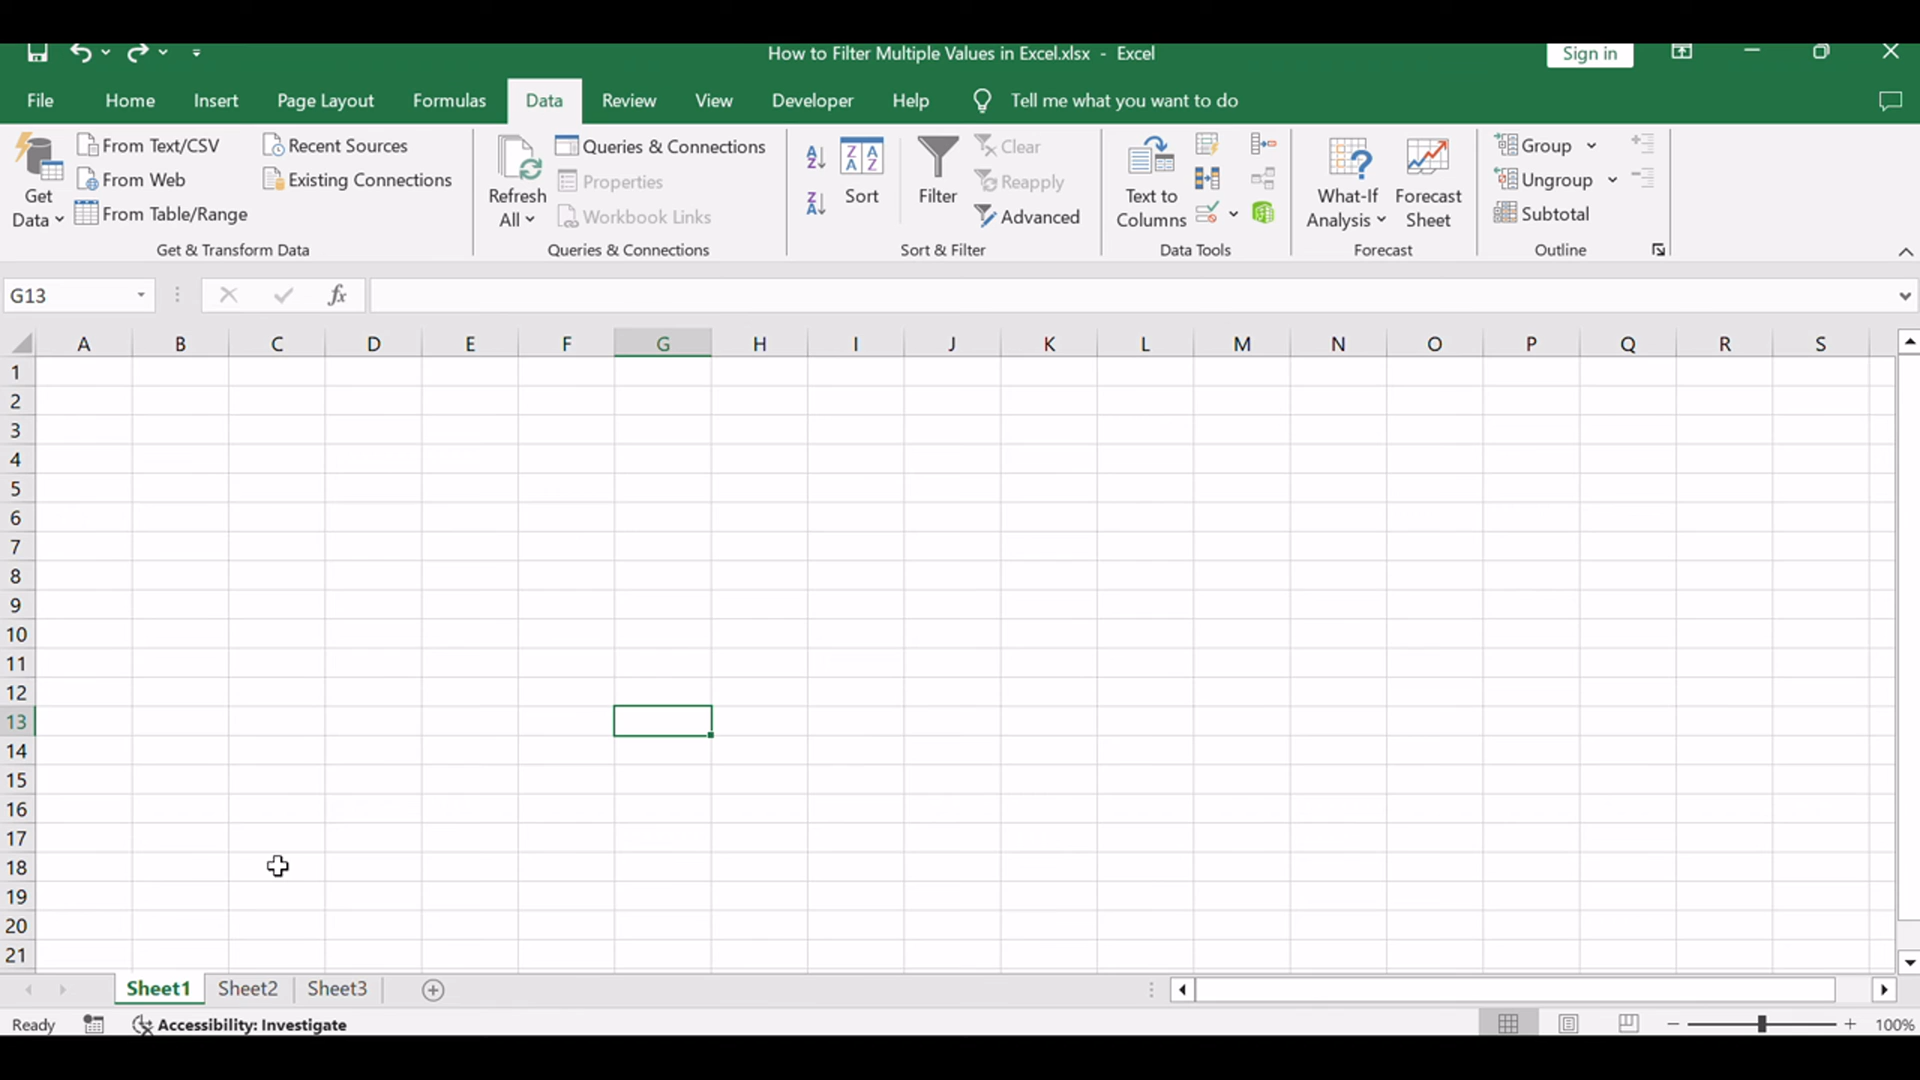 How to Filter Multiple Values in Excel.xlsx - Excel
Sign in
File Home Insert Page Layout Formulas Data Review View Developer Help Tell me what you want to do
Get Data
From Text/CSV
From Web
From Table/Range
Recent Sources
Existing Connections
Get & Transform Data
Refresh All
Queries & Connections
Properties
Workbook Links
Queries & Connections
Sort
Filter
Clear
Reapply
Advanced
Sort & Filter
Text to Columns
Data Tools
What-If Analysis
Forecast Sheet
Forecast
Group
Ungroup
Subtotal
Outline
G13
fx
A B C D E F G H I J K L M N O P Q R S
1
2
3
4
5
6
7
8
9
10
11
12
13
14
15
16
17
18
19
20
21
Sheet1 Sheet2 Sheet3
Ready
Accessibility: Investigate
100%